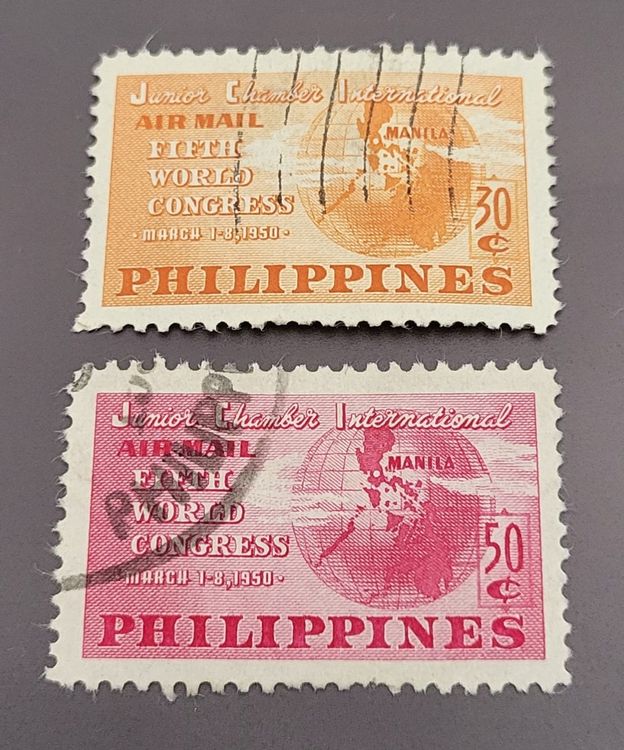 Junior Chamber International
AIR MAIL
FIFTH
WORLD
CONGRESS
· MARCH 1-8, 1950 ·
MANILA
30
¢
PHILIPPINES
Junior Chamber International
AIR MAIL
FIFTH
WORLD
CONGRESS
· MARCH 1-8, 1950 ·
MANILA
50
¢
PHILIPPINES